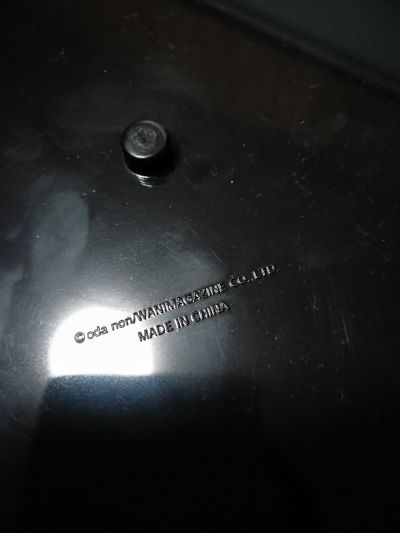 ©oda non/WANIMAGAZINE CO.,LTD.
MADE IN CHINA